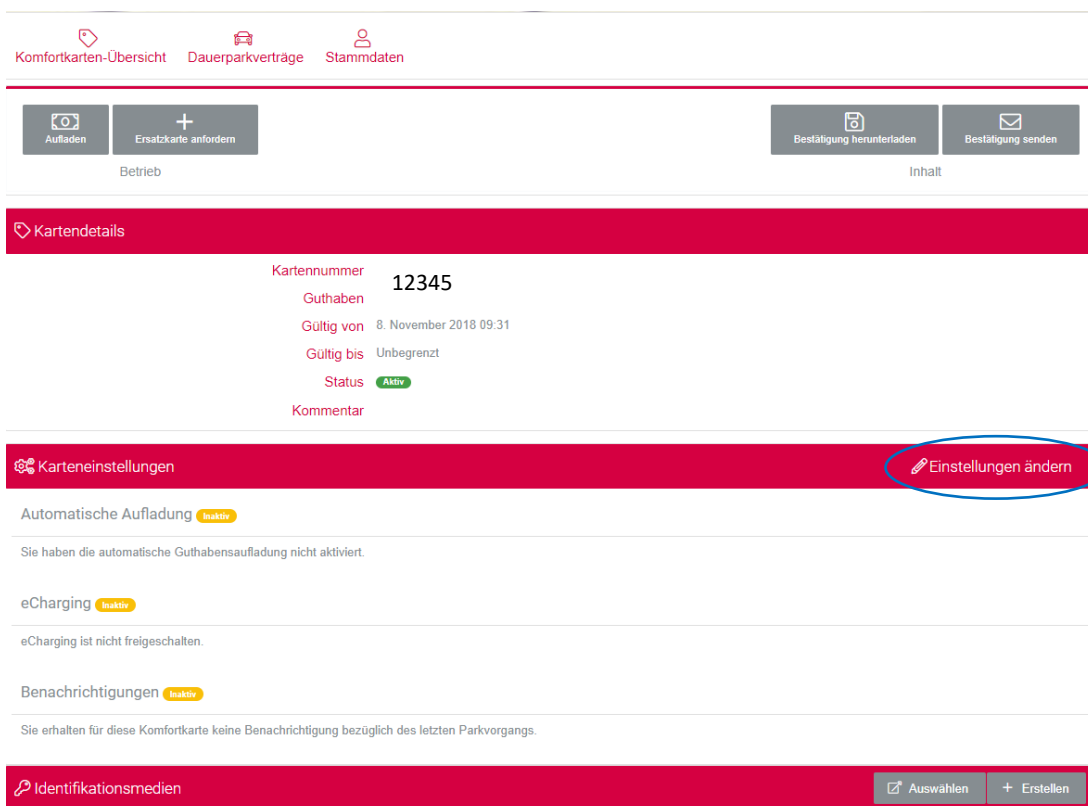 Komfortkarten-Übersicht Dauerparkverträge Stammdaten
Aufladen Ersatzkarte anfordern Bestätigung herunterladen Bestätigung senden
Betrieb Inhalt
Kartendetails
Kartennummer 12345
Guthaben
Gültig von 8. November 2018 09:31
Gültig bis Unbegrenzt
Status Aktiv
Kommentar
Karteneinstellungen Einstellungen ändern
Automatische Aufladung Inaktiv
Sie haben die automatische Guthabensaufladung nicht aktiviert.
eCharging Inaktiv
eCharging ist nicht freigeschalten.
Benachrichtigungen Inaktiv
Sie erhalten für diese Komfortkarte keine Benachrichtigung bezüglich des letzten Parkvorgangs.
Identifikationsmedien Auswählen + Erstellen